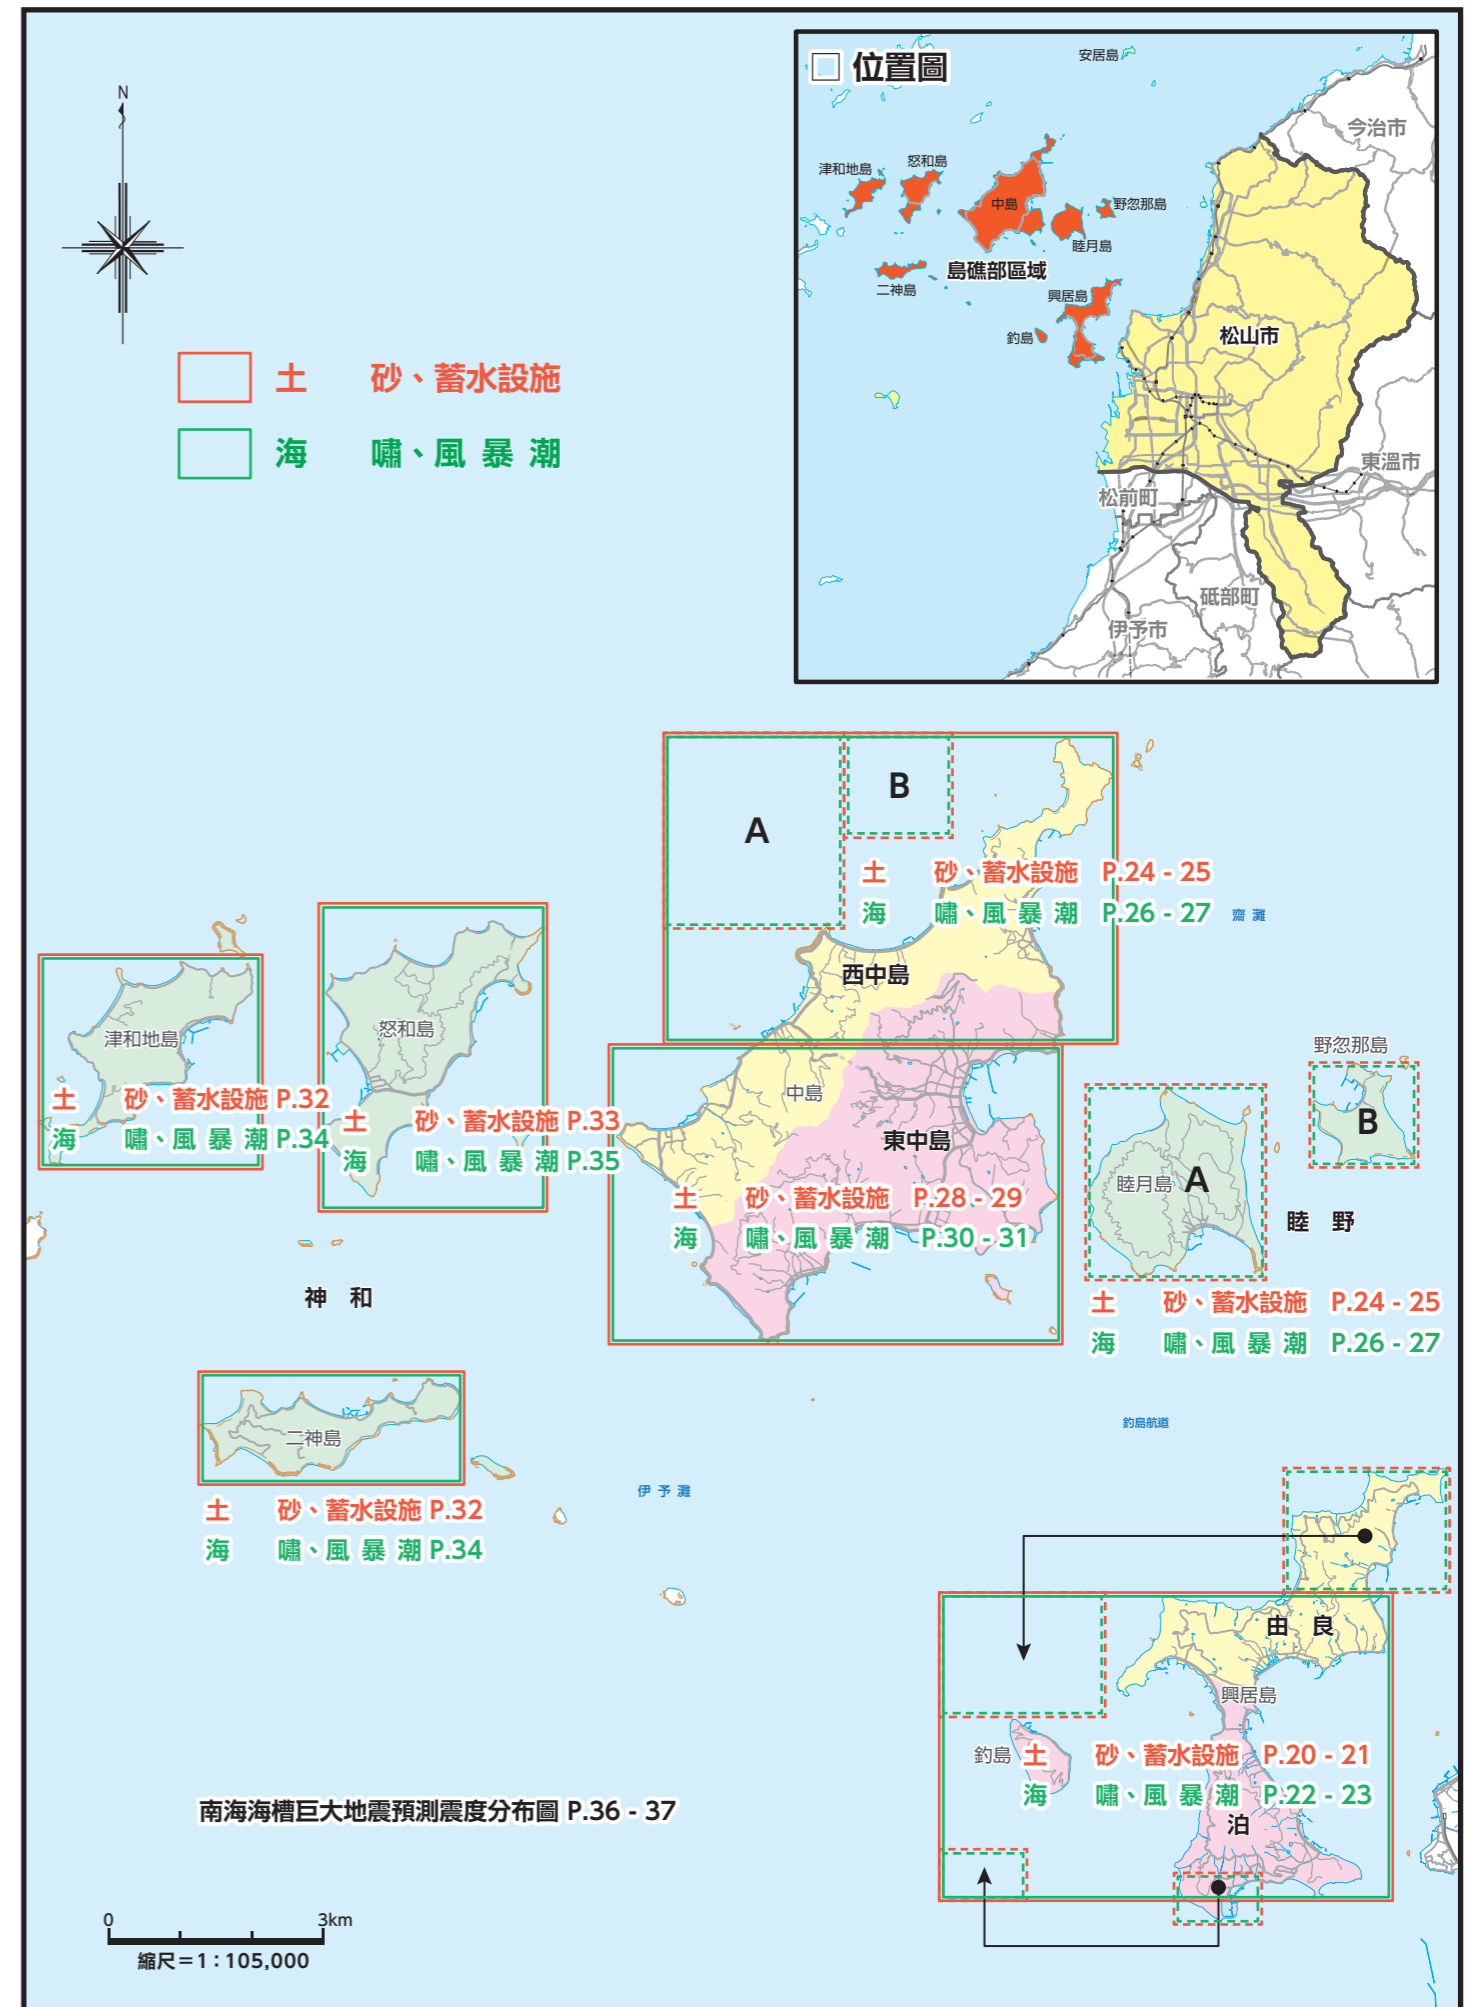 N
土　砂、蓄水設施
海　嘯、風暴潮
位置圖
安居島
今治市
津和地島
怒和島
中島
野忽那島
睦月島
二神島
島礁部區域
興居島
釣島
松山市
東溫市
松前町
砥部町
伊予市
A
B
土　砂、蓄水設施 P.24 - 25
海　嘯、風暴潮 P.26 - 27
齋灘
西中島
津和地島
土　砂、蓄水設施 P.32
海　嘯、風暴潮 P.34
怒和島
土　砂、蓄水設施 P.33
海　嘯、風暴潮 P.35
中島
東中島
土　砂、蓄水設施 P.28 - 29
海　嘯、風暴潮 P.30 - 31
野忽那島
B
睦月島 A
睦 野
土　砂、蓄水設施 P.24 - 25
海　嘯、風暴潮 P.26 - 27
神 和
二神島
土　砂、蓄水設施 P.32
海　嘯、風暴潮 P.34
釣島航道
伊予灘
由 良
興居島
釣島
土　砂、蓄水設施 P.20 - 21
海　嘯、風暴潮 P.22 - 23
泊
南海海槽巨大地震預測震度分布圖 P.36 - 37
0 3km
縮尺＝1：105,000